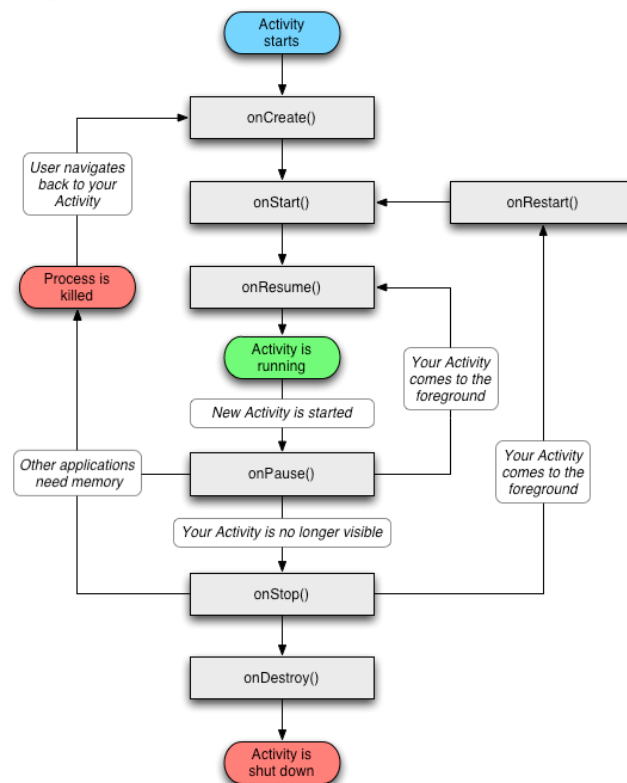 Activity
starts
onCreate()
User navigates
back to your
Activity
onStart()
onRestart()
Process is
killed
onResume()
Activity is
running
Your Activity
comes to the
foreground
New Activity is started
Other applications
need memory
onPause()
Your Activity
comes to the
foreground
Your Activity is no longer visible
onStop()
onDestroy()
Activity is
shut down